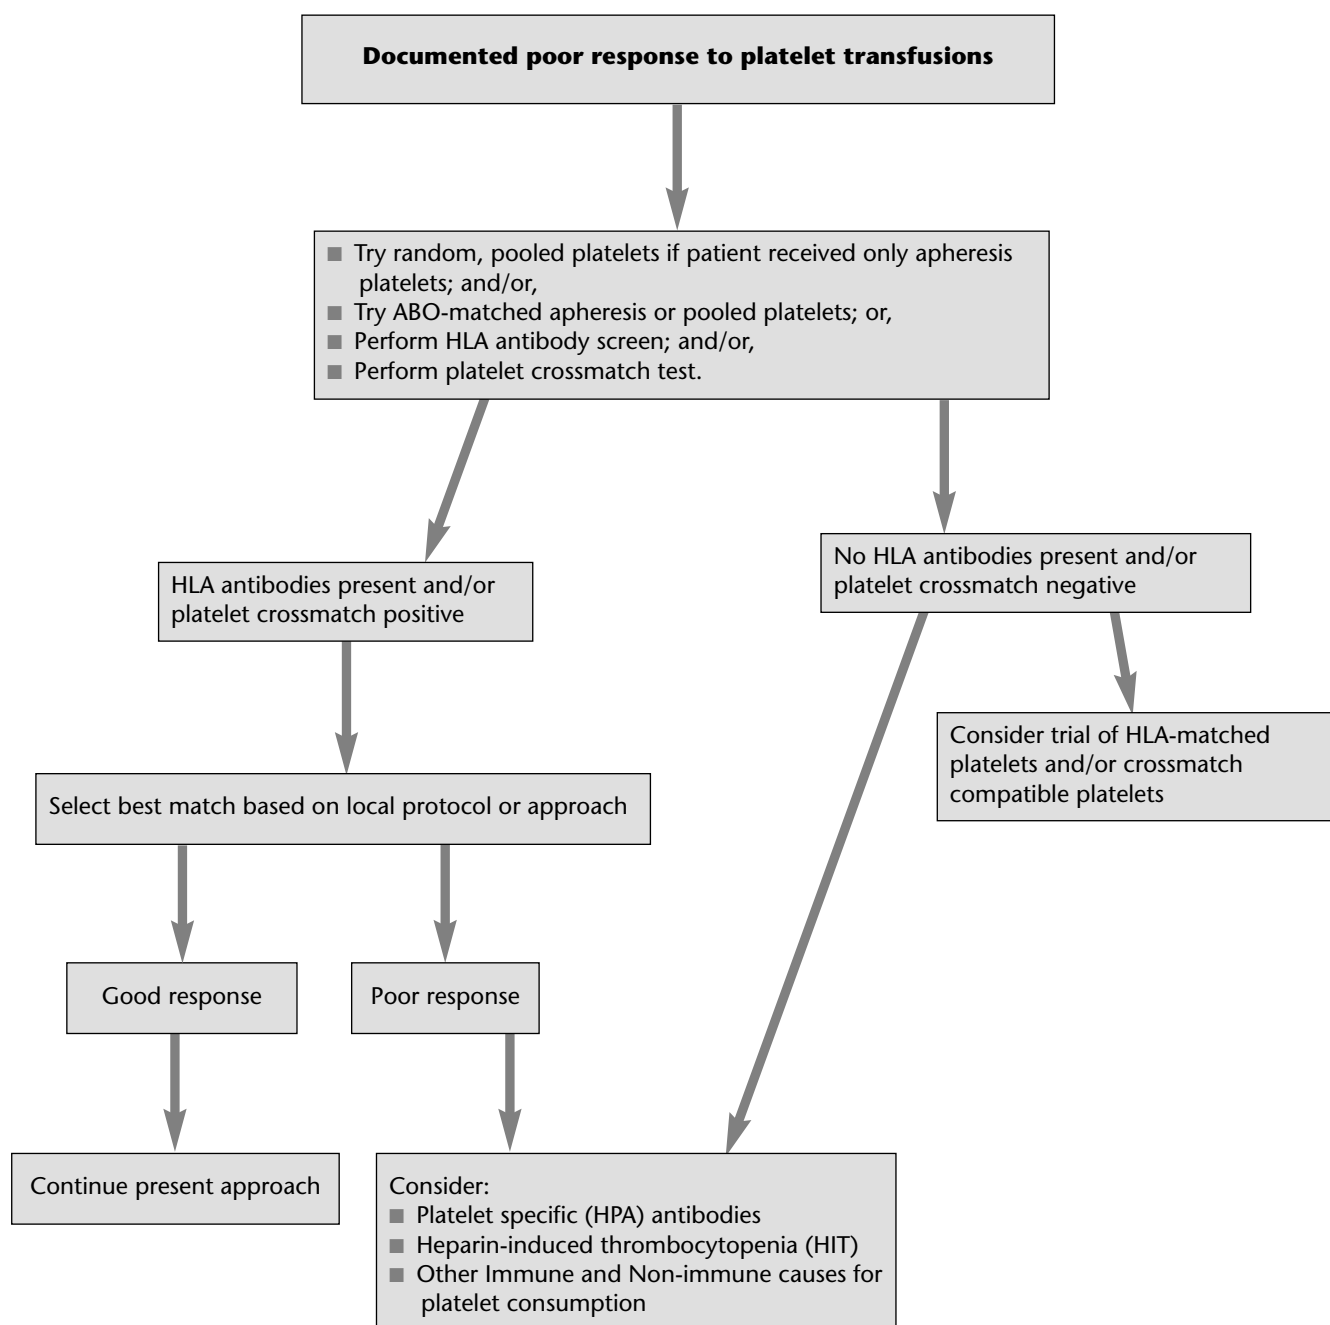 Documented poor response to platelet transfusions
■ Try random, pooled platelets if patient received only apheresis
platelets; and/or,
■ Try ABO-matched apheresis or pooled platelets; or,
■ Perform HLA antibody screen; and/or,
■ Perform platelet crossmatch test.
No HLA antibodies present and/or
platelet crossmatch negative
HLA antibodies present and/or
platelet crossmatch positive
Consider trial of HLA-matched
platelets and/or crossmatch
compatible platelets
Select best match based on local protocol or approach
Good response
Poor response
Continue present approach
Consider:
■ Platelet specific (HPA) antibodies
■ Heparin-induced thrombocytopenia (HIT)
■ Other Immune and Non-immune causes for
platelet consumption